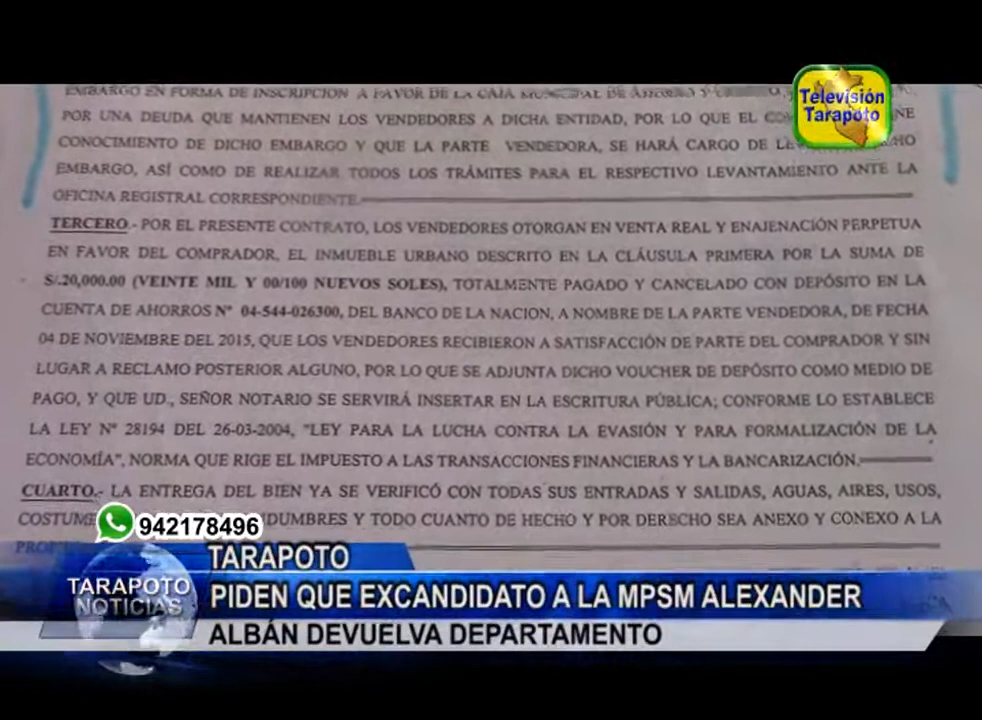 EMBARGO EN FORMA DE INSCRIPCION A FAVOR DE LA CAJA MUNICIPAL DE AHORRO Y
POR UNA DEUDA QUE MANTIENEN LOS VENDEDORES A DICHA ENTIDAD, POR LO QUE EL
CONOCIMIENTO DE DICHO EMBARGO Y QUE LA PARTE VENDEDORA, SE HARÁ CARGO DE
EMBARGO, ASÍ COMO DE REALIZAR TODOS LOS TRÁMITES PARA EL RESPECTIVO LEVANTAMIENTO ANTE LA
OFICINA REGISTRAL CORRESPONDIENTE.
TERCERO.- POR EL PRESENTE CONTRATO, LOS VENDEDORES OTORGAN EN VENTA REAL Y ENAJENACIÓN PERPETUA
EN FAVOR DEL COMPRADOR, EL INMUEBLE URBANO DESCRITO EN LA CLÁUSULA PRIMERA POR LA SUMA DE
S/.20,000.00 (VEINTE MIL Y 00/100 NUEVOS SOLES), TOTALMENTE PAGADO Y CANCELADO CON DEPÓSITO EN LA
CUENTA DE AHORROS Nº 04-544-026300, DEL BANCO DE LA NACION, A NOMBRE DE LA PARTE VENDEDORA, DE FECHA
04 DE NOVIEMBRE DEL 2015, QUE LOS VENDEDORES RECIBIERON A SATISFACCIÓN DE PARTE DEL COMPRADOR Y SIN
LUGAR A RECLAMO POSTERIOR ALGUNO, POR LO QUE SE ADJUNTA DICHO VOUCHER DE DEPÓSITO COMO MEDIO DE
PAGO, Y QUE UD., SEÑOR NOTARIO SE SERVIRÁ INSERTAR EN LA ESCRITURA PÚBLICA; CONFORME LO ESTABLECE
LA LEY Nº 28194 DEL 26-03-2004, "LEY PARA LA LUCHA CONTRA LA EVASIÓN Y PARA FORMALIZACIÓN DE LA
ECONOMÍA", NORMA QUE RIGE EL IMPUESTO A LAS TRANSACCIONES FINANCIERAS Y LA BANCARIZACIÓN.
CUARTO.- LA ENTREGA DEL BIEN YA SE VERIFICÓ CON TODAS SUS ENTRADAS Y SALIDAS, AGUAS, AIRES, USOS,
Y TODO CUANTO DE HECHO Y POR DERECHO SEA ANEXO Y CONEXO A LA
Televisión
Tarapoto
942178496
TARAPOTO
NOTICIAS
TARAPOTO
PIDEN QUE EXCANDIDATO A LA MPSM ALEXANDER
ALBÁN DEVUELVA DEPARTAMENTO